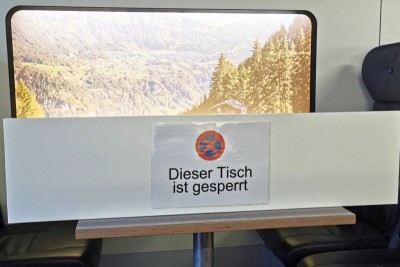 Dieser Tisch
ist gesperrt